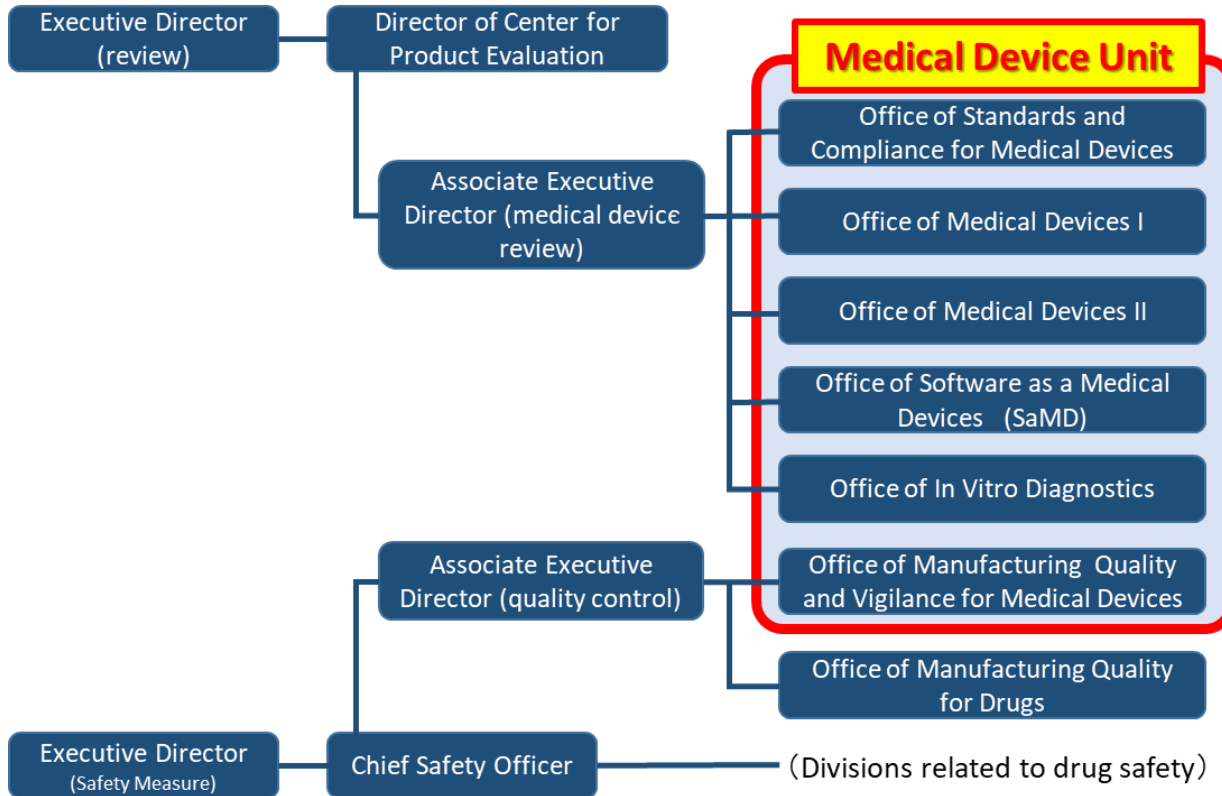 Executive Director
(review)
Director of Center for
Product Evaluation
Medical Device Unit
Office of Standards and
Compliance for Medical Devices
Associate Executive
Director (medical device
review)
Office of Medical Devices I
Office of Medical Devices II
Office of Software as a Medical
Devices (SaMD)
Office of In Vitro Diagnostics
Associate Executive
Director (quality control)
Office of Manufacturing Quality
and Vigilance for Medical Devices
Office of Manufacturing Quality
for Drugs
Executive Director
(Safety Measure)
Chief Safety Officer
（Divisions related to drug safety）